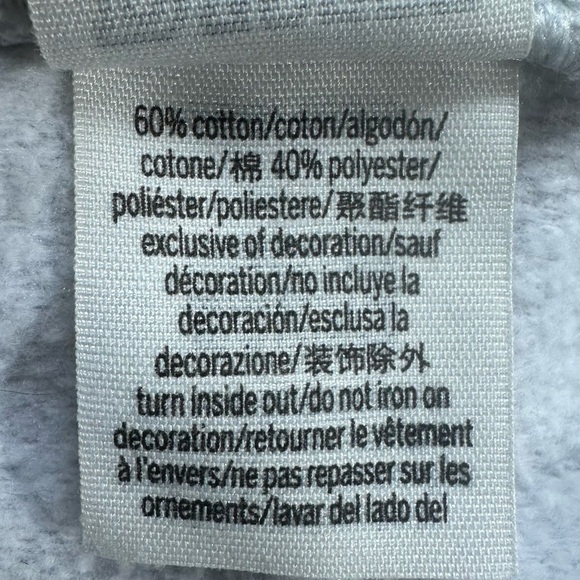 60% cotton/coton/algodón/
cotone/棉 40% polyester/
poliéster/poliestere/聚酯纤维
exclusive of decoration/sauf
décoration/no incluye la
decoración/esclusa la
decorazione/装饰除外
turn inside out/do not iron on
decoration/retourner le vêtement
à l'envers/ne pas repasser sur les
ornements/lavar del lado del